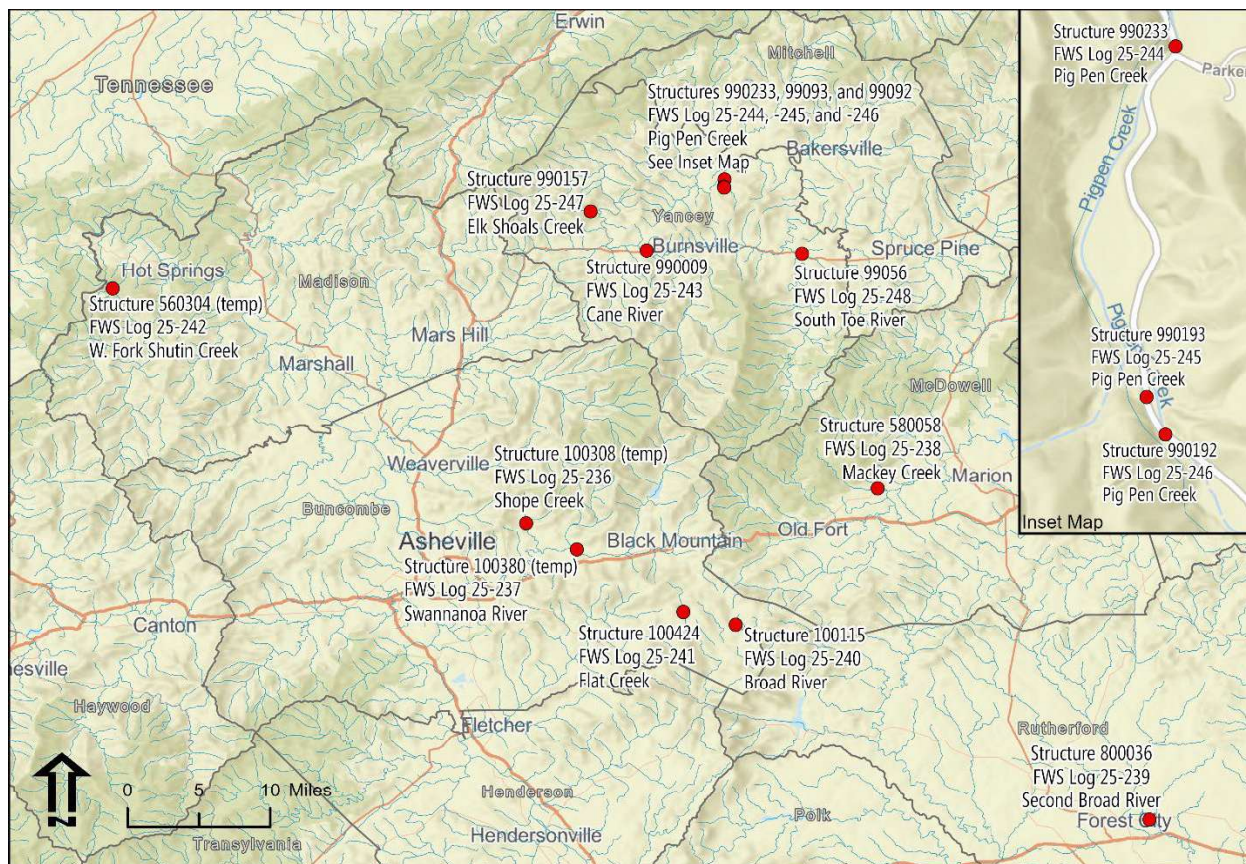 Erwin
Mitchell
Tennessee
Structures 990233, 99093, and 99092
FWS Log 25-244, -245, and -246
Pig Pen Creek
See Inset Map
Bakersville
Structure 990157
FWS Log 25-247
Elk Shoals Creek
Yancey
Burnsville
Spruce Pine
Structure 990009
FWS Log 25-243
Cane River
Structure 99056
FWS Log 25-248
South Toe River
Hot Springs
Madison
Structure 560304 (temp)
FWS Log 25-242
W. Fork Shutin Creek
Mars Hill
Marshall
McDowell
Structure 580058
FWS Log 25-238
Mackey Creek
Marion
Weaverville
Structure 100308 (temp)
FWS Log 25-236
Shope Creek
Buncombe
Asheville
Black Mountain
Old Fort
Structure 100380 (temp)
FWS Log 25-237
Swannanoa River
Canton
Structure 100424
FWS Log 25-241
Flat Creek
Structure 100115
FWS Log 25-240
Broad River
nesville
Haywood
Fletcher
Rutherford
Structure 800036
FWS Log 25-239
Second Broad River
Forest City
Henderson
Polk
Hendersonville
Transylvania
N
0 5 10 Miles
Structure 990233
FWS Log 25-244
Pig Pen Creek
Parker
Pigpen Creek
Structure 990193
FWS Log 25-245
Pig Pen Creek
Structure 990192
FWS Log 25-246
Pig Pen Creek
Inset Map